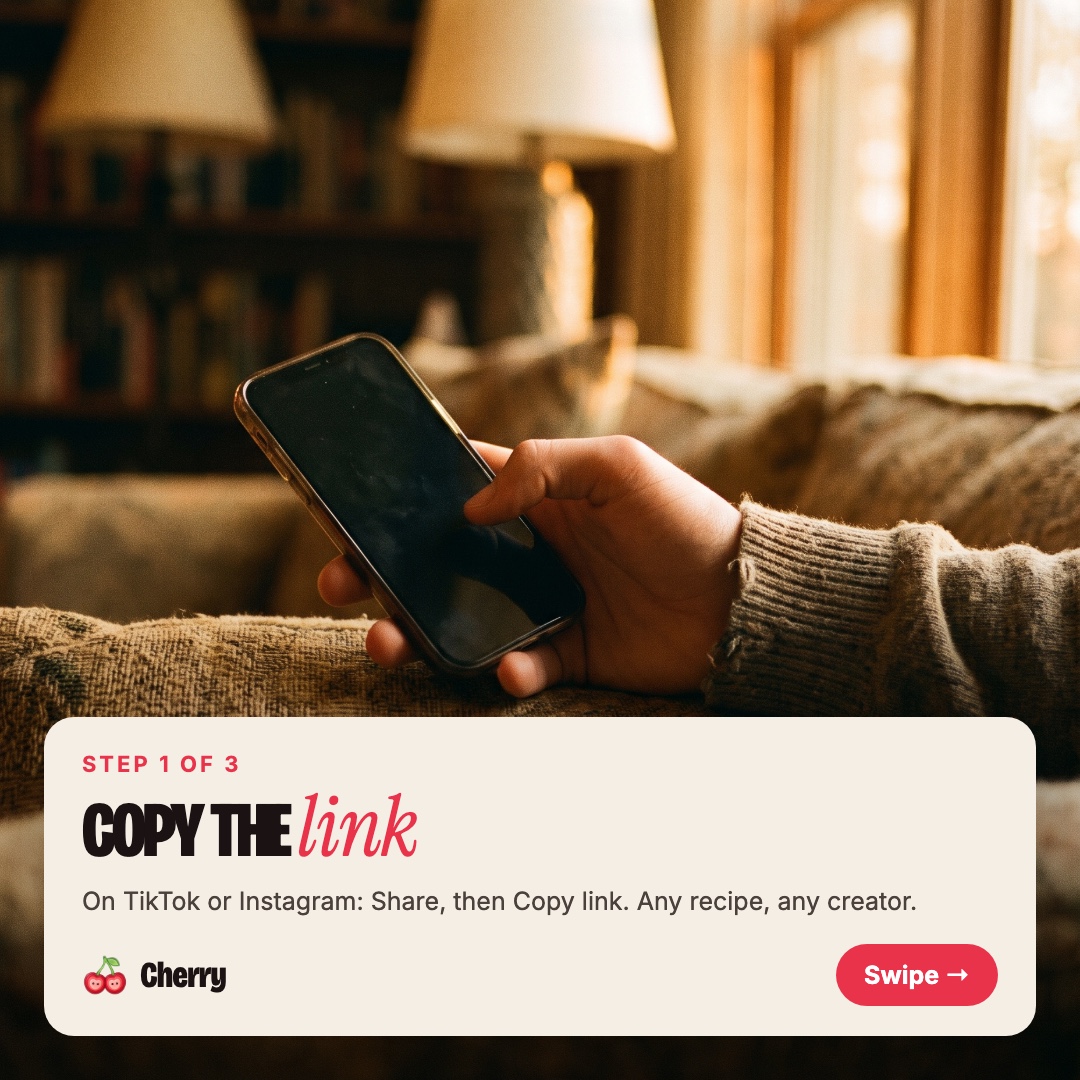 STEP 1 OF 3
COPY THE link
On TikTok or Instagram: Share, then Copy link. Any recipe, any creator.
Cherry
Swipe →